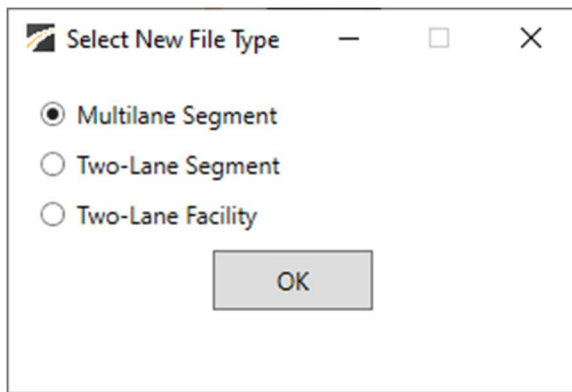 Select New File Type
Multilane Segment
Two-Lane Segment
Two-Lane Facility
OK